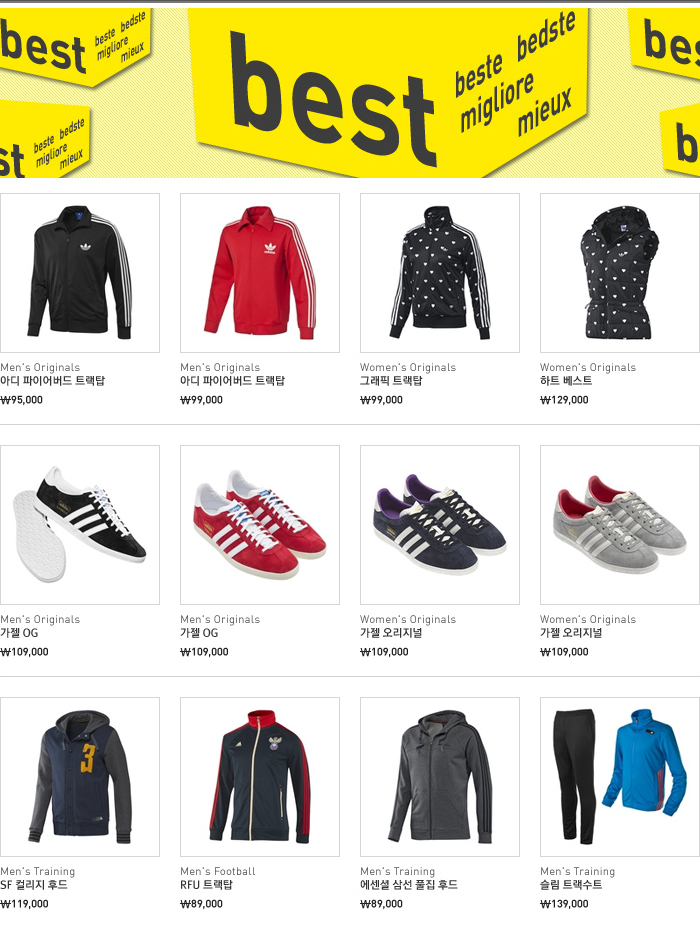 best
beste bedste
migliore
mieux
best
beste bedste
migliore
mieux
best
beste bedste
migliore
mieux
Men's Originals
아디 파이어버드 트랙탑
₩95,000
Men's Originals
아디 파이어버드 트랙탑
₩99,000
Women's Originals
그래픽 트랙탑
₩99,000
Women's Originals
하트 베스트
₩129,000
Men's Originals
가젤 OG
₩109,000
Men's Originals
가젤 OG
₩109,000
Women's Originals
가젤 오리지널
₩109,000
Women's Originals
가젤 오리지널
₩109,000
3
Men's Training
SF 컬리지 후드
₩119,000
Men's Football
RFU 트랙탑
₩89,000
Men's Training
에센셜 삼선 풀집 후드
₩89,000
Men's Training
슬림 트랙수트
₩139,000